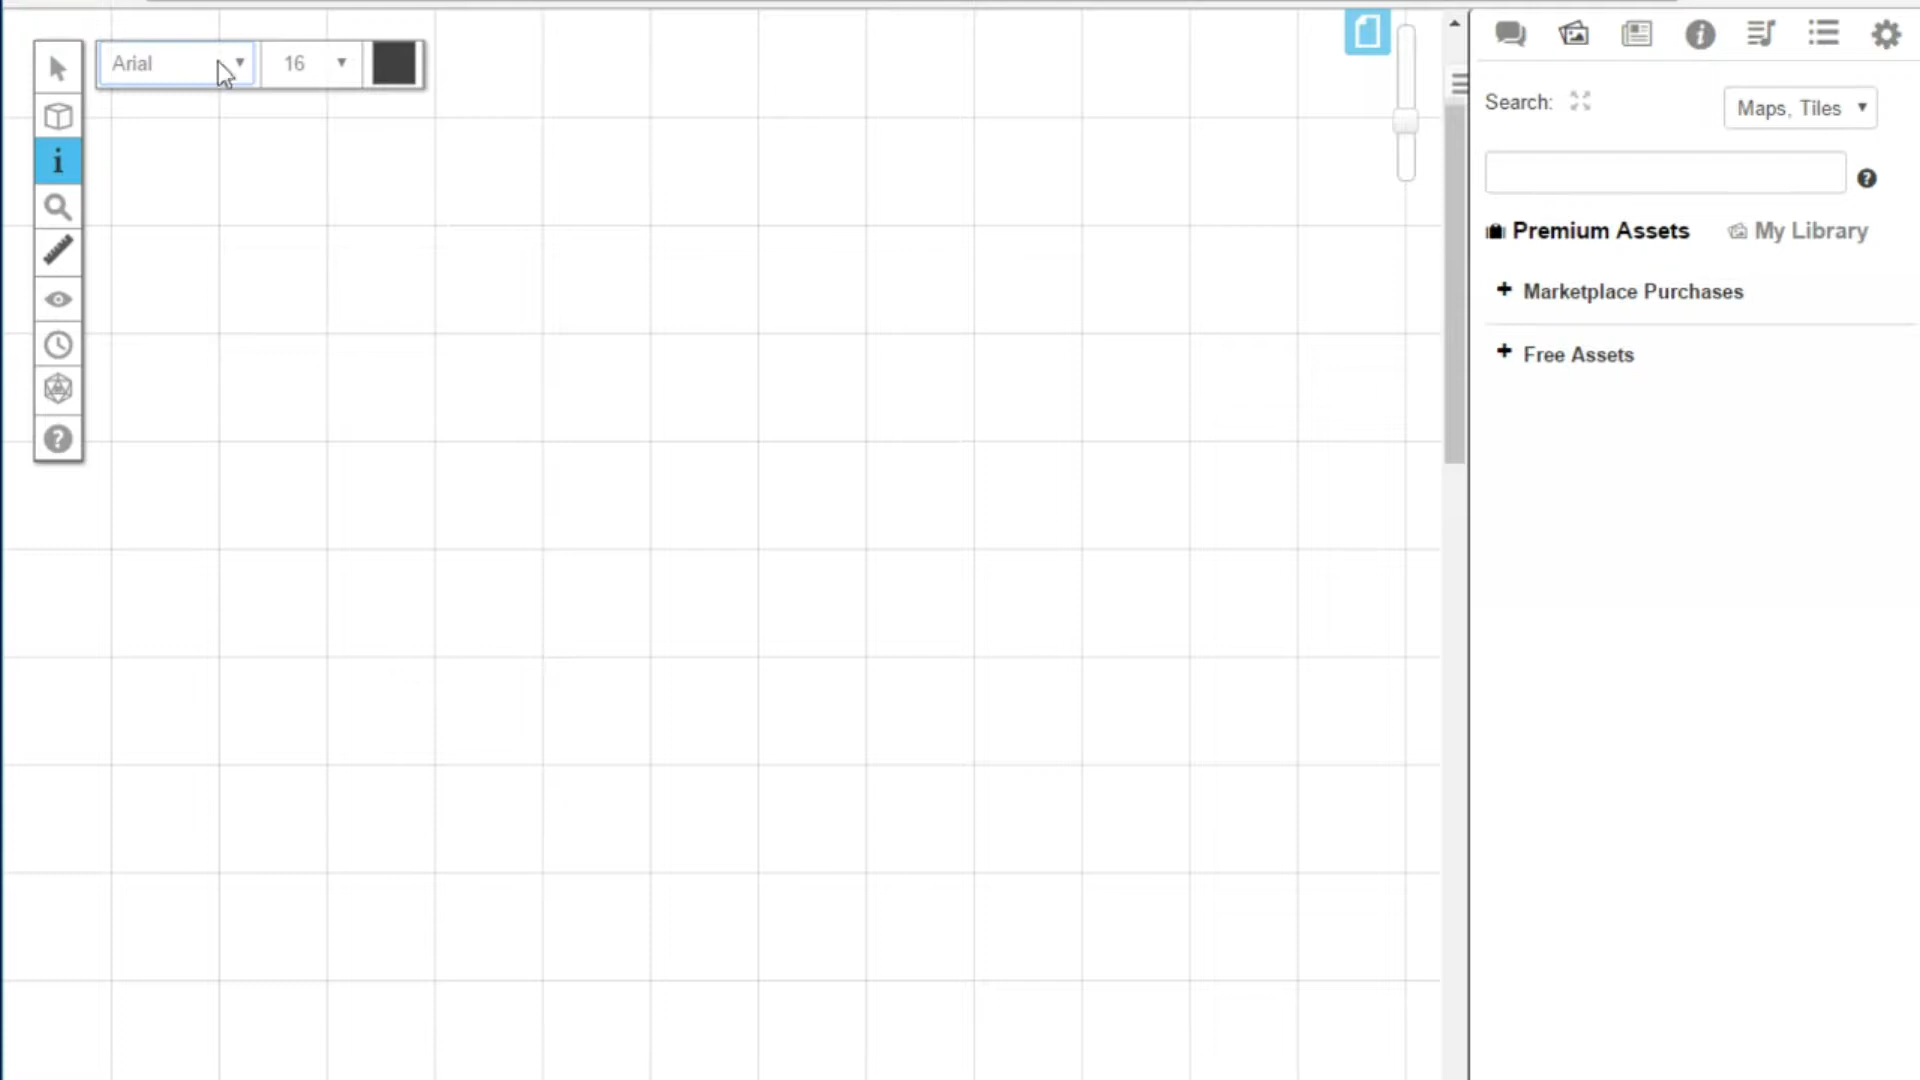 Arial 16
Search: Maps, Tiles
Premium Assets My Library
Marketplace Purchases
Free Assets